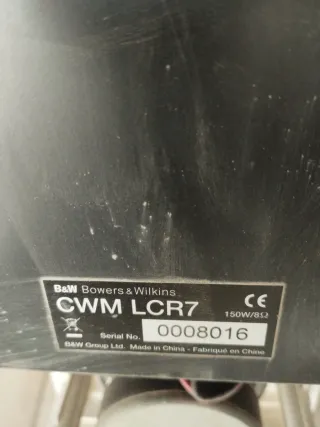 B&W Bowers & Wilkins
CWM LCR7 CE
150W/8Ω
Serial No. 0008016
B&W Group Ltd. Made in China - Fabriqué en Chine